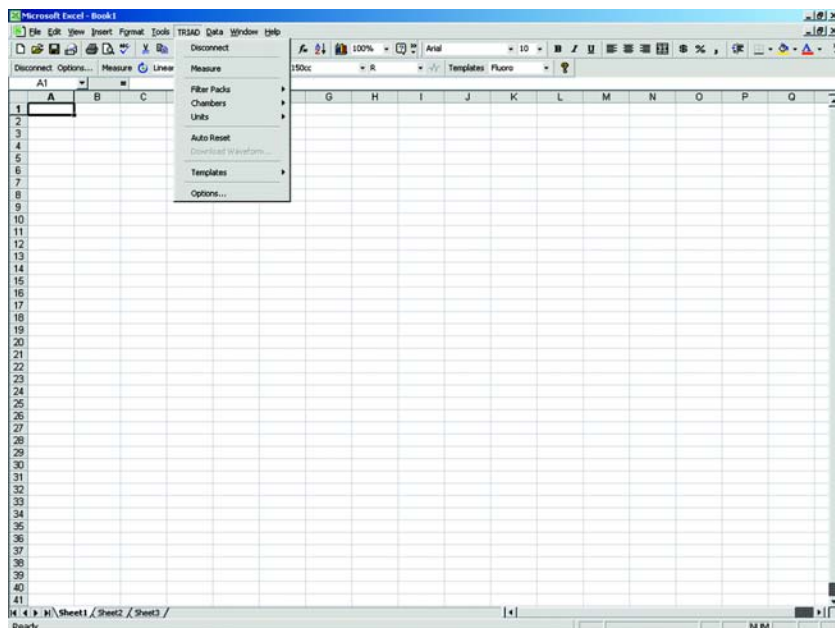 Microsoft Excel - Book1
File Edit View Insert Format Tools TRIAD Data Window Help
100% Arial 10 B I U $ % ,
Disconnect Options... Measure Linear 150cc R Templates Fluoro
A1 =
Disconnect
Measure
Filter Packs
Chambers
Units
Auto Reset
Download Waveform...
Templates
Options...
A B C G H I J K L M N O P Q
1
2
3
4
5
6
7
8
9
10
11
12
13
14
15
16
17
18
19
20
21
22
23
24
25
26
27
28
29
30
31
32
33
34
35
36
37
38
39
40
41
Sheet1 Sheet2 Sheet3
Ready NUM